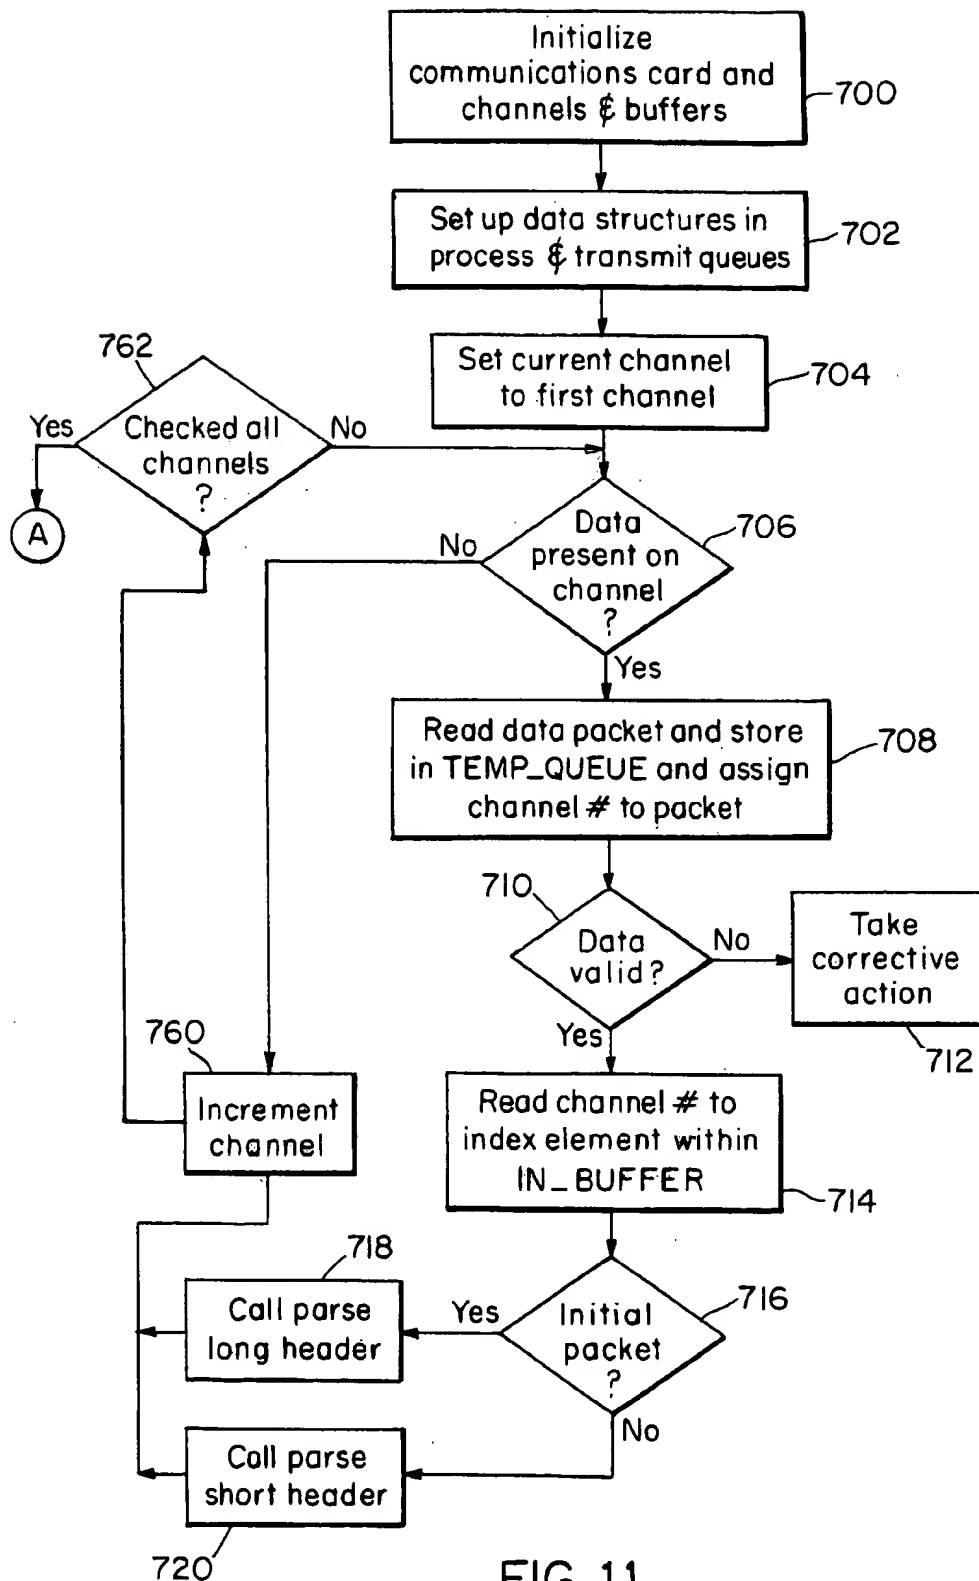 Initialize
communications card and
channels & buffers
700
Set up data structures in
process & transmit queues
702
762
Set current channel
to first channel
704
Yes
Checked all
channels
?
No
A
No
Data
present on
channel
?
706
Yes
Read data packet and store
in TEMP_QUEUE and assign
channel # to packet
708
710
Data
valid?
No
Take
corrective
action
712
Yes
760
Increment
channel
Read channel # to
index element within
IN_BUFFER
714
718
Call parse
long header
Yes
Initial
packet
?
716
No
Call parse
short header
720
FIG. 11